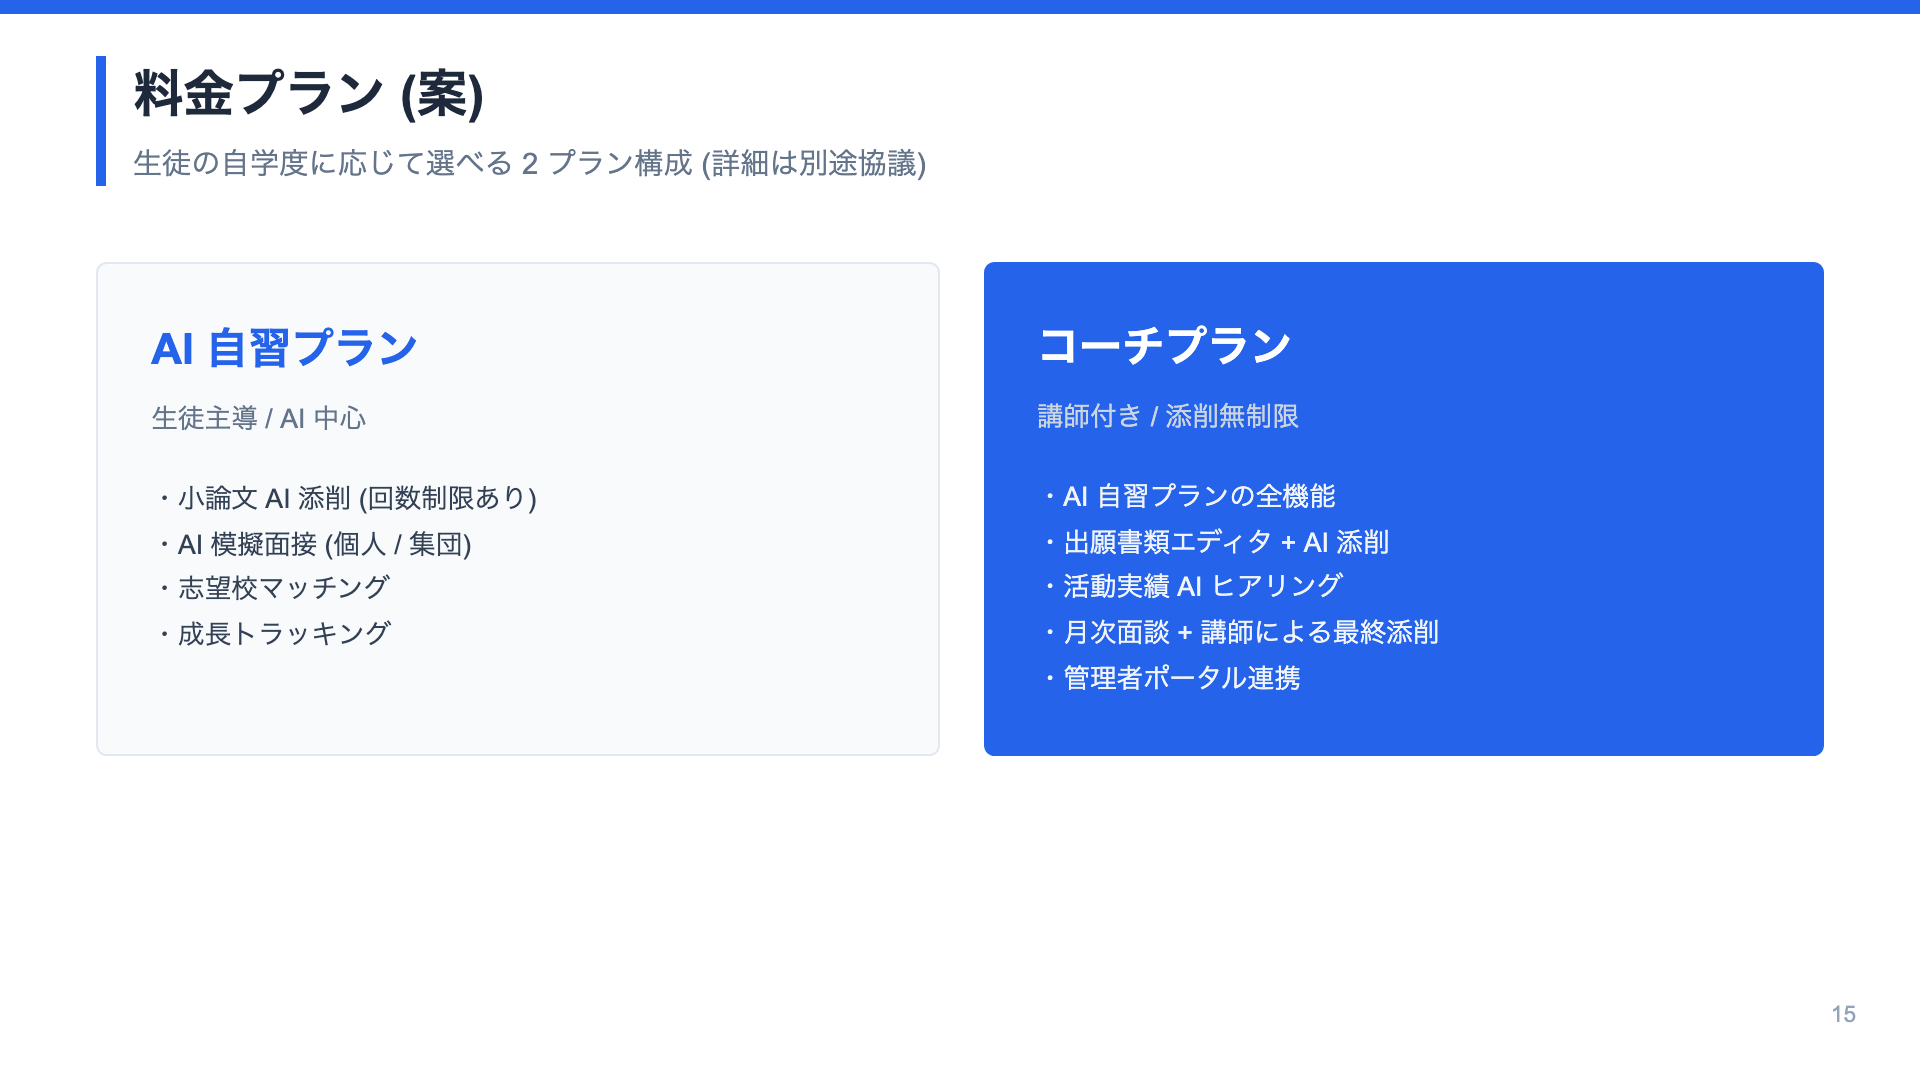 料金プラン (案)
生徒の自学度に応じて選べる 2 プラン構成 (詳細は別途協議)
AI 自習プラン
生徒主導 / AI 中心
・小論文 AI 添削 (回数制限あり)
・AI 模擬面接 (個人 / 集団)
・志望校マッチング
・成長トラッキング
コーチプラン
講師付き / 添削無制限
・AI 自習プランの全機能
・出願書類エディタ + AI 添削
・活動実績 AI ヒアリング
・月次面談 + 講師による最終添削
・管理者ポータル連携
15